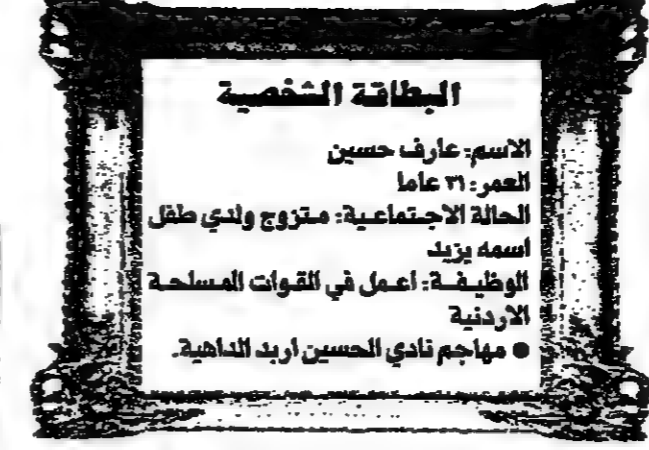 البطاقة الشخصية
الاسم: عارف حسين
العمر: ٣١ عاما
الحالة الاجتماعية: متزوج ولدي طفل
اسمه يزيد
الوظيفة: اعمل في القوات المسلحة
الاردنية
● مهاجم نادي الحسين اربد الداهية.